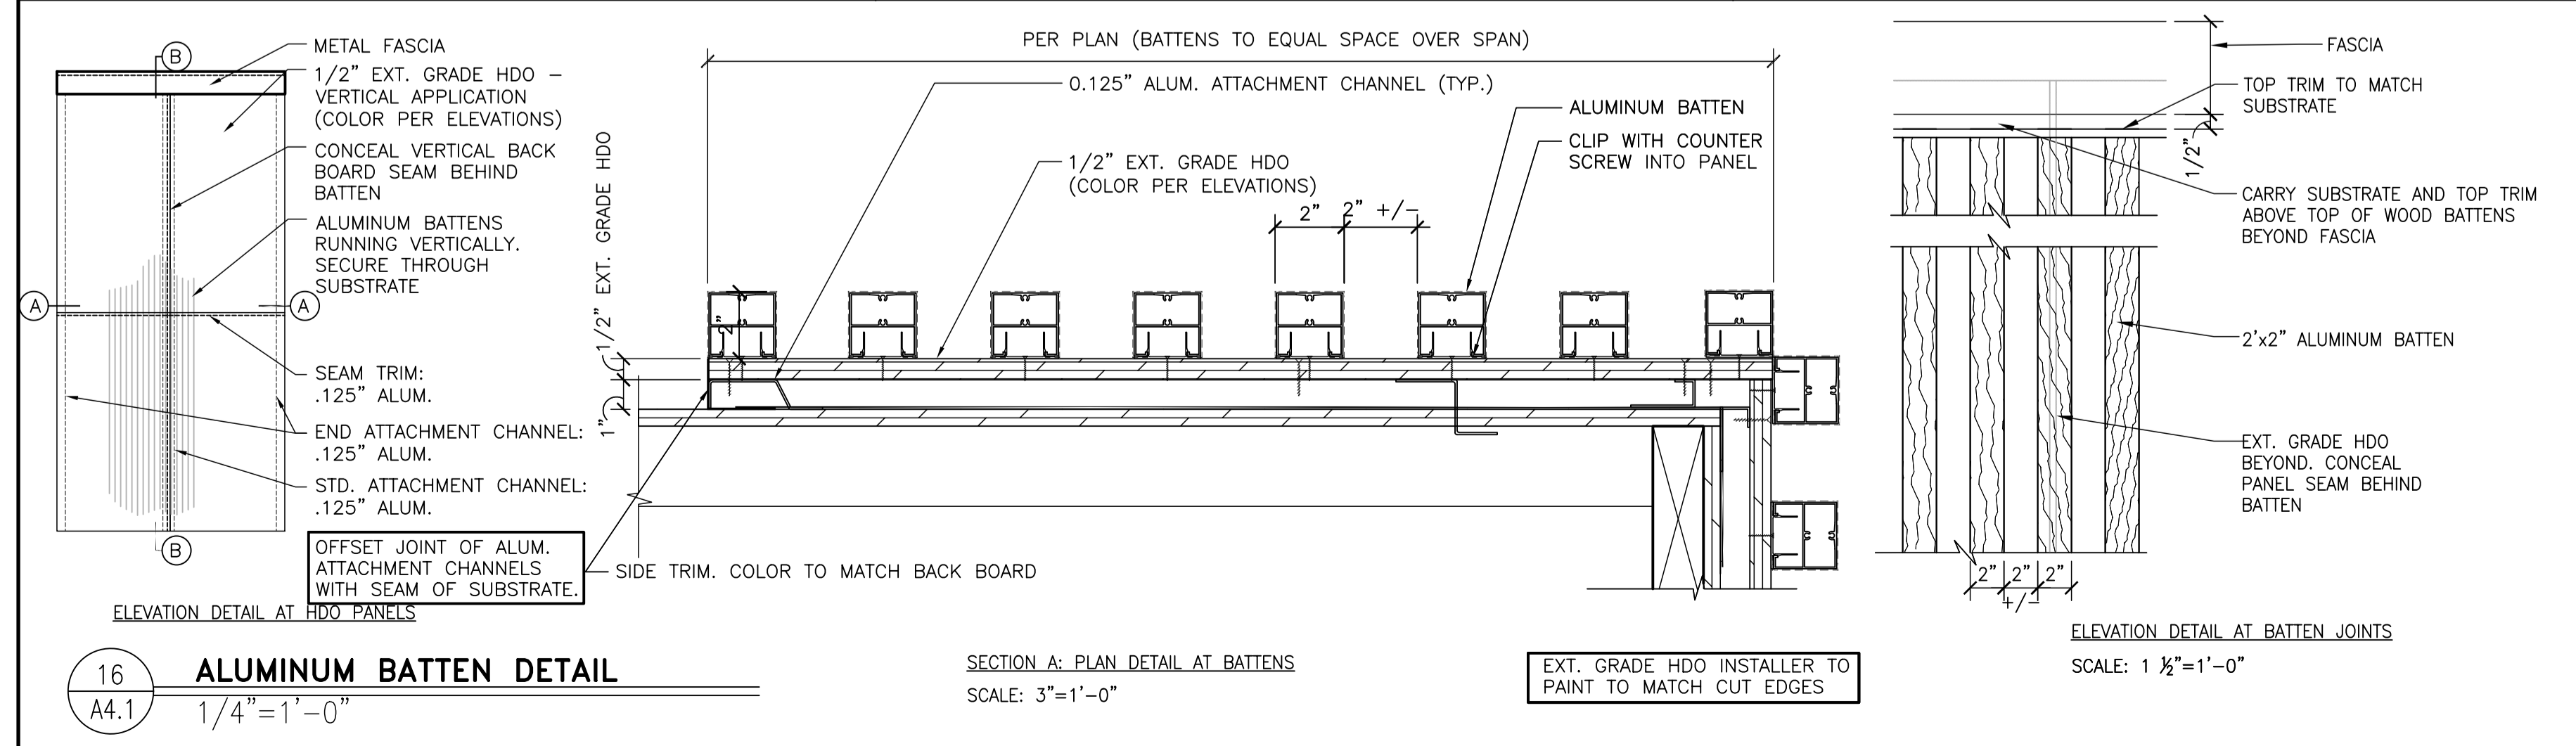 B
METAL FASCIA
1/2" EXT. GRADE HDO –
VERTICAL APPLICATION
(COLOR PER ELEVATIONS)
CONCEAL VERTICAL BACK
BOARD SEAM BEHIND
BATTEN
ALUMINUM BATTENS
RUNNING VERTICALLY.
SECURE THROUGH
SUBSTRATE
A
A
SEAM TRIM:
.125" ALUM.
END ATTACHMENT CHANNEL:
.125" ALUM.
STD. ATTACHMENT CHANNEL:
.125" ALUM.
B
OFFSET JOINT OF ALUM.
ATTACHMENT CHANNELS
WITH SEAM OF SUBSTRATE.
ELEVATION DETAIL AT HDO PANELS
16
A4.1
ALUMINUM BATTEN DETAIL
1/4"=1'-0"
PER PLAN (BATTENS TO EQUAL SPACE OVER SPAN)
0.125" ALUM. ATTACHMENT CHANNEL (TYP.)
ALUMINUM BATTEN
CLIP WITH COUNTER
SCREW INTO PANEL
1/2" EXT. GRADE HDO
(COLOR PER ELEVATIONS)
2"
2" +/-
2"
1/2" EXT. GRADE HDO
1"
SIDE TRIM. COLOR TO MATCH BACK BOARD
SECTION A: PLAN DETAIL AT BATTENS
SCALE: 3"=1'-0"
EXT. GRADE HDO INSTALLER TO
PAINT TO MATCH CUT EDGES
FASCIA
TOP TRIM TO MATCH
SUBSTRATE
1/2"
CARRY SUBSTRATE AND TOP TRIM
ABOVE TOP OF WOOD BATTENS
BEYOND FASCIA
2'x2" ALUMINUM BATTEN
EXT. GRADE HDO
BEYOND. CONCEAL
PANEL SEAM BEHIND
BATTEN
2" 2" 2"
+/-
ELEVATION DETAIL AT BATTEN JOINTS
SCALE: 1 ½"=1'-0"